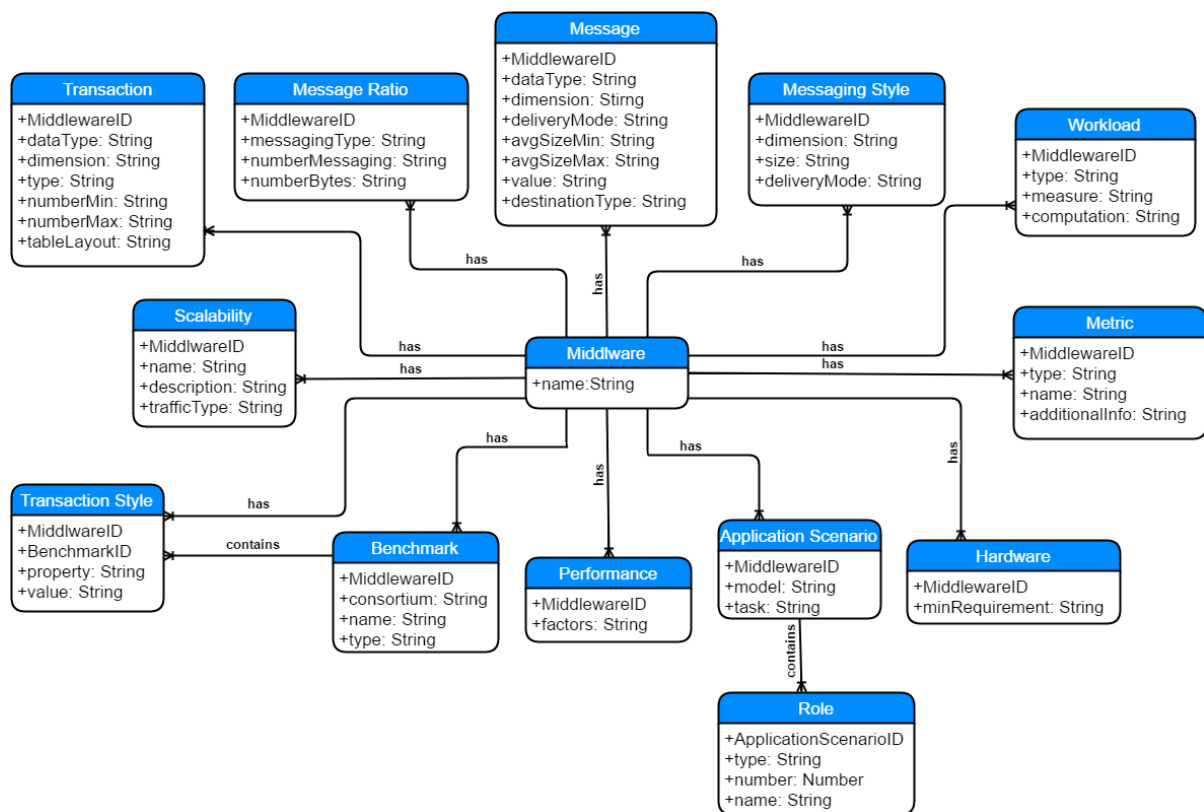 Message
+MiddlewareID
+dataType: String
+dimension: Stirng
+deliveryMode: String
+avgSizeMin: String
+avgSizeMax: String
+value: String
+destinationType: String
Transaction
+MiddlewareID
+dataType: String
+dimension: String
+type: String
+numberMin: String
+numberMax: String
+tableLayout: String
Message Ratio
+MiddlewareID
+messagingType: String
+numberMessaging: String
+numberBytes: String
Messaging Style
+MiddlewareID
+dimension: String
+size: String
+deliveryMode: String
Workload
+MiddlewareID
+type: String
+measure: String
+computation: String
has
has
has
has
has
Scalability
+MiddlwareID
+name: String
+description: String
+trafficType: String
has
Middlware
+name:String
has
Metric
+MiddlewareID
+type: String
+name: String
+additionalInfo: String
has
has
has
has
has
Transaction Style
+MiddlwareID
+BenchmarkID
+property: String
+value: String
contains
Benchmark
+MiddlewareID
+consortium: String
+name: String
+type: String
Performance
+MiddlewareID
+factors: String
Application Scenario
+MiddlewareID
+model: String
+task: String
Hardware
+MiddlewareID
+minRequirement: String
contains
Role
+ApplicationScenarioID
+type: String
+number: Number
+name: String